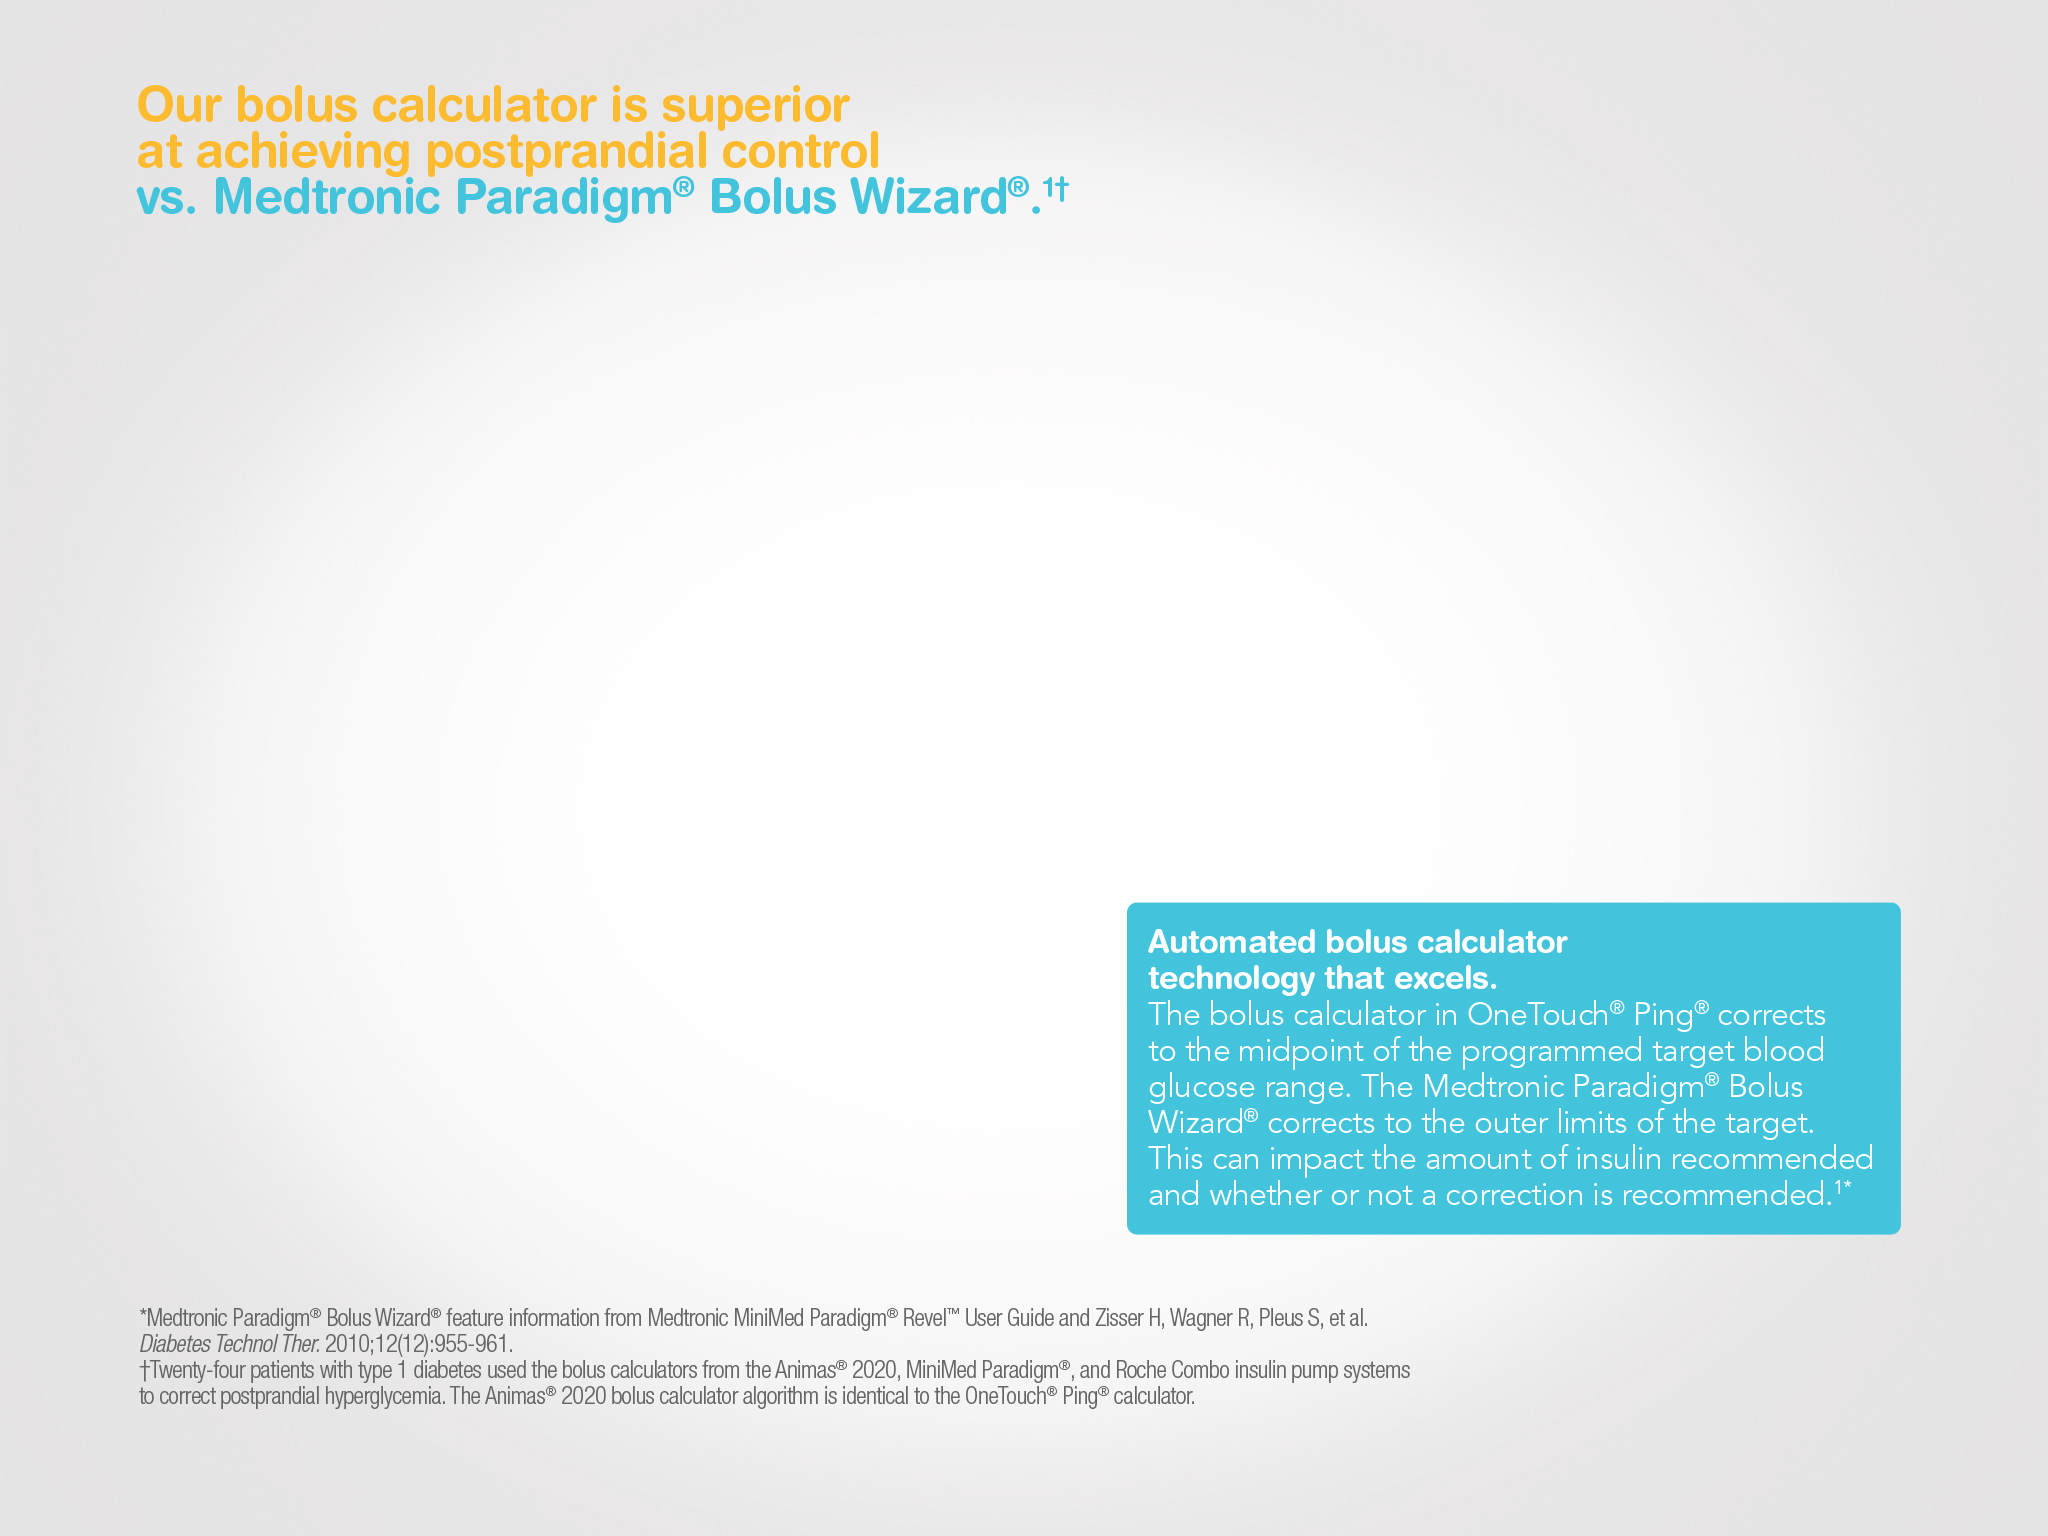 Our bolus calculator is superior
at achieving postprandial control
vs. Medtronic Paradigm® Bolus Wizard®.¹†
Automated bolus calculator
technology that excels.
The bolus calculator in OneTouch® Ping® corrects
to the midpoint of the programmed target blood
glucose range. The Medtronic Paradigm® Bolus
Wizard® corrects to the outer limits of the target.
This can impact the amount of insulin recommended
and whether or not a correction is recommended.¹*
*Medtronic Paradigm® Bolus Wizard® feature information from Medtronic MiniMed Paradigm® Revel™ User Guide and Zisser H, Wagner R, Pleus S, et al.
Diabetes Technol Ther. 2010;12(12):955-961.
†Twenty-four patients with type 1 diabetes used the bolus calculators from the Animas® 2020, MiniMed Paradigm®, and Roche Combo insulin pump systems
to correct postprandial hyperglycemia. The Animas® 2020 bolus calculator algorithm is identical to the OneTouch® Ping® calculator.